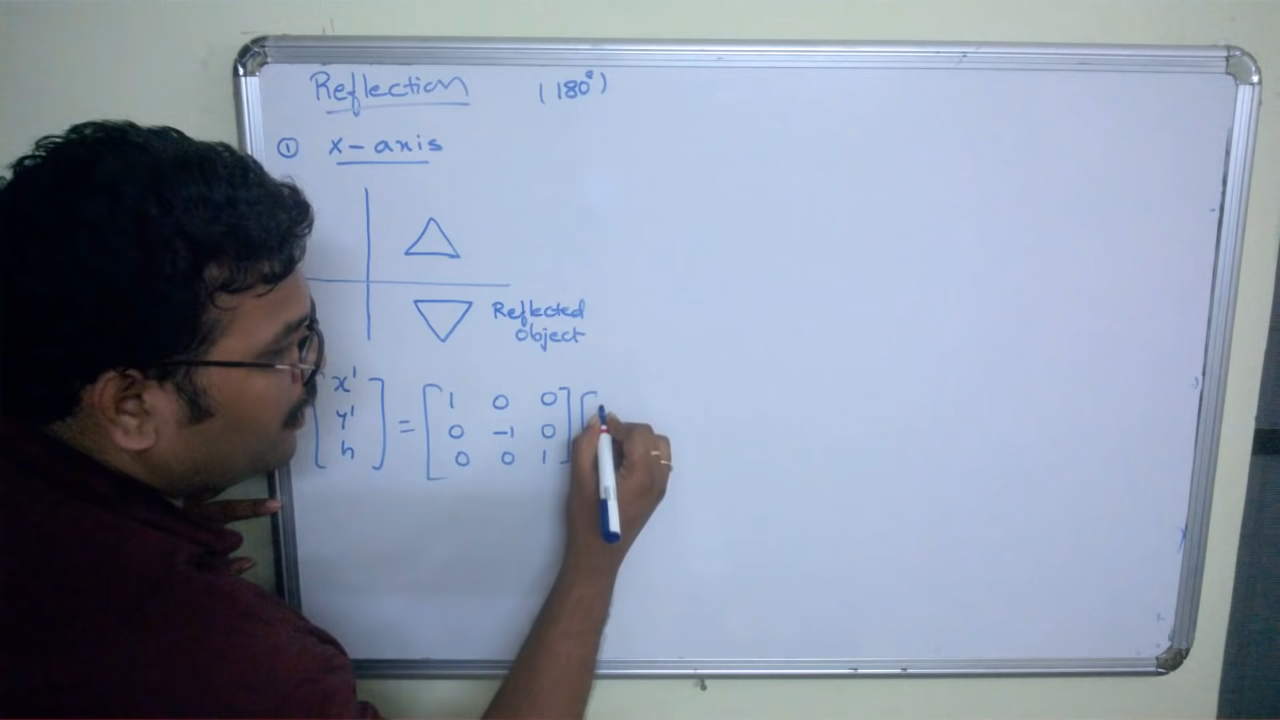 Reflection (180°)
① x-axis
Reflected
object
[x' y' h] = [1 0 0
0 -1 0
0 0 1] [